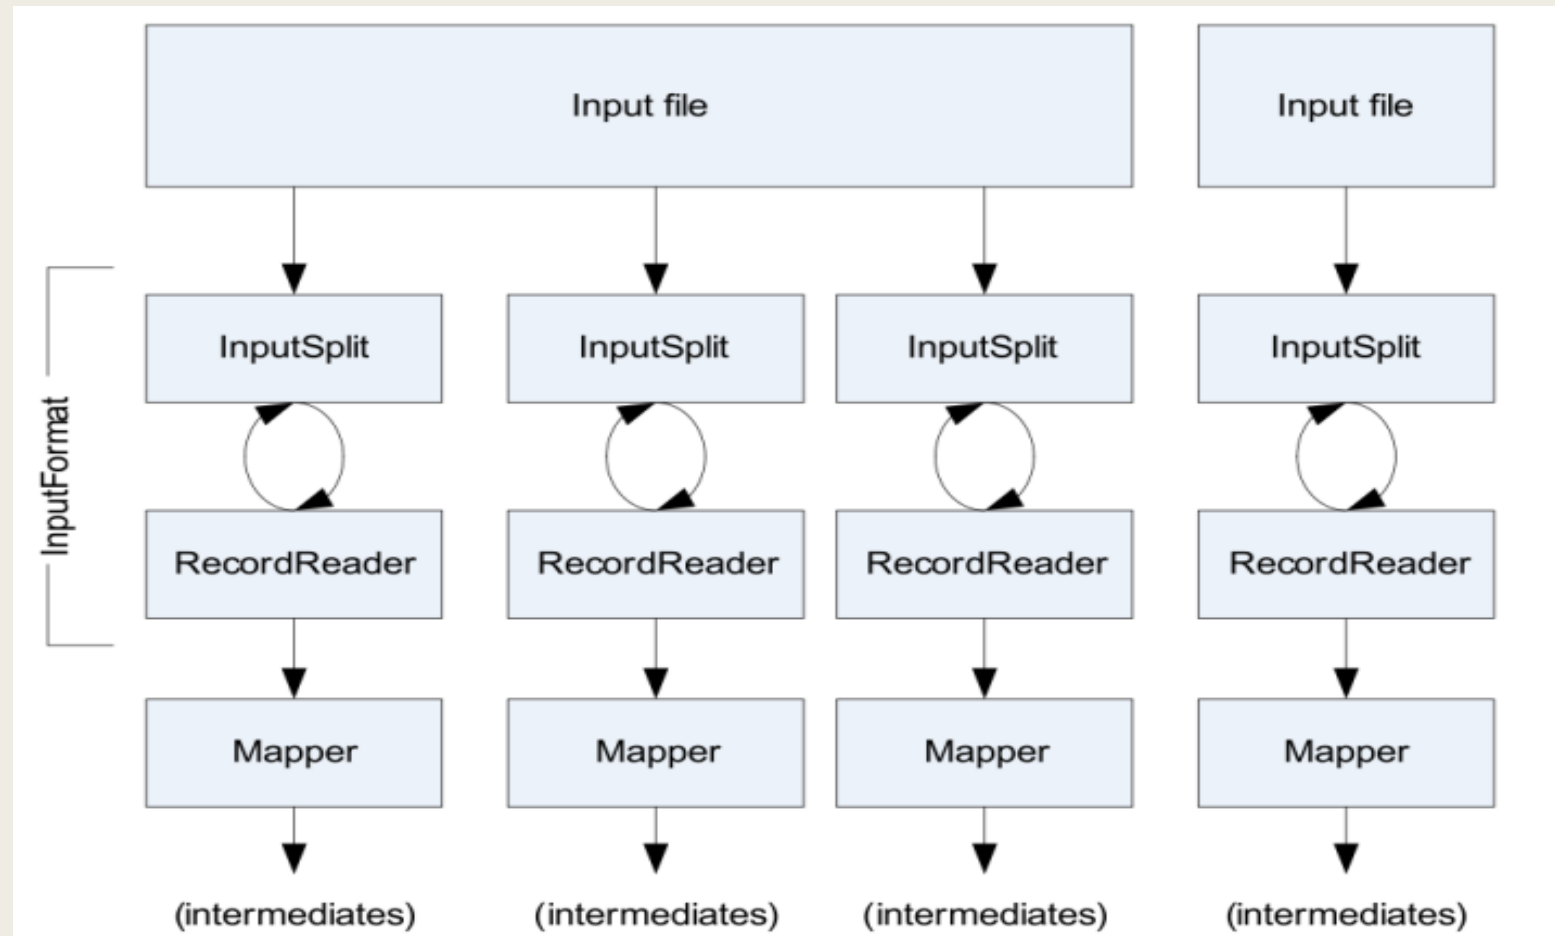 Input file
Input file
InputSplit
InputSplit
InputSplit
InputSplit
InputFormat
RecordReader
RecordReader
RecordReader
RecordReader
Mapper
Mapper
Mapper
Mapper
(intermediates)
(intermediates)
(intermediates)
(intermediates)